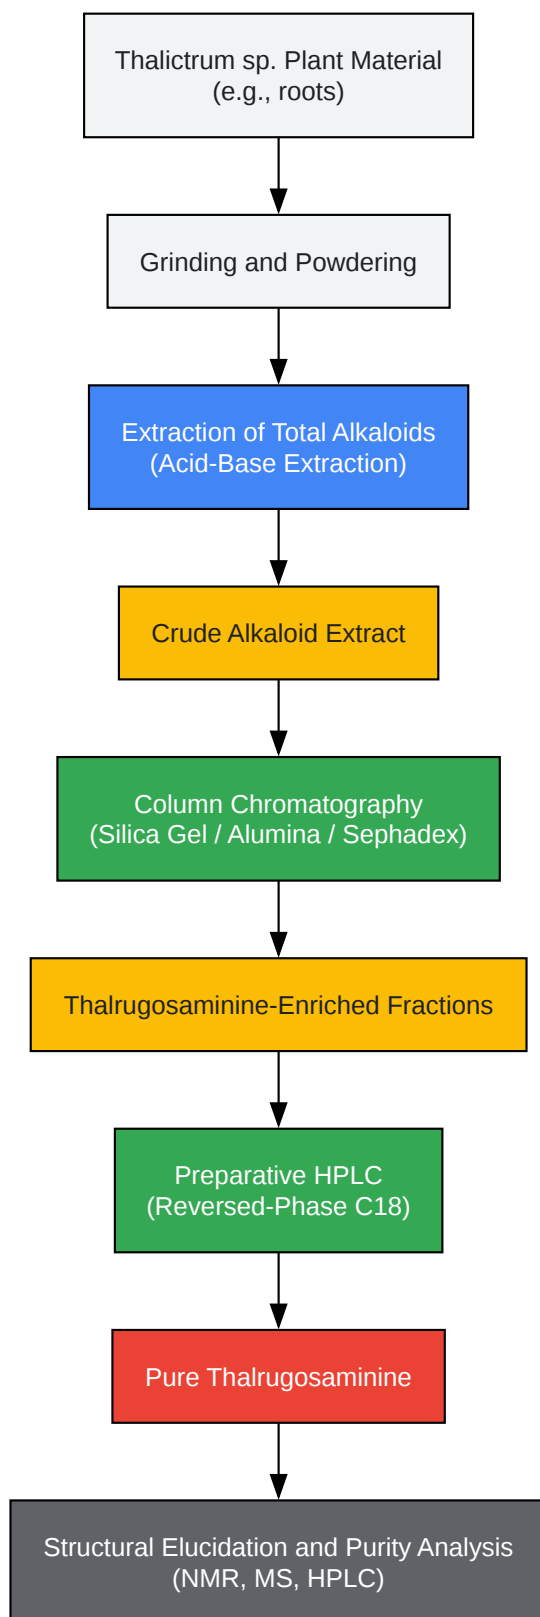 Thalictrum sp. Plant Material
(e.g., roots)
Grinding and Powdering
Extraction of Total Alkaloids
(Acid-Base Extraction)
Crude Alkaloid Extract
Column Chromatography
(Silica Gel / Alumina / Sephadex)
Thalrugosaminine-Enriched Fractions
Preparative HPLC
(Reversed-Phase C18)
Pure Thalrugosaminine
Structural Elucidation and Purity Analysis
(NMR, MS, HPLC)